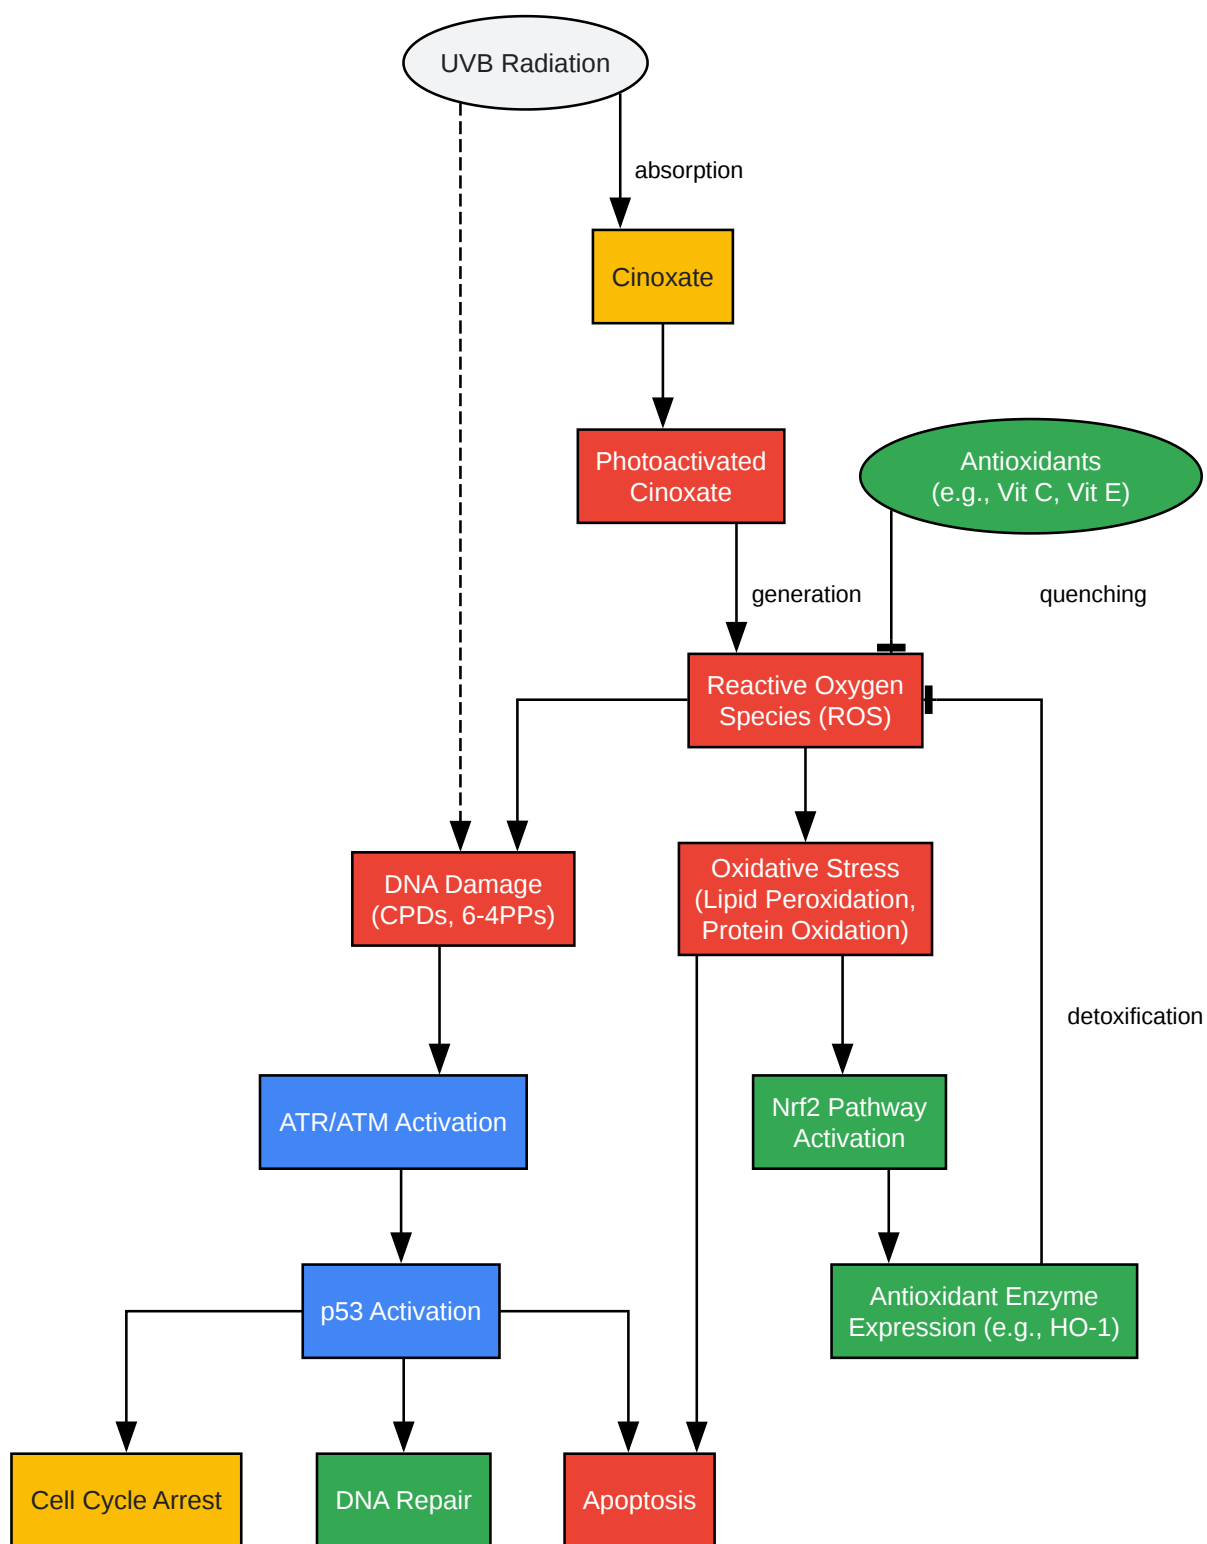 UVB Radiation
absorption
Cinoxate
Photoactivated
Cinoxate
Antioxidants
(e.g., Vit C, Vit E)
generation
quenching
Reactive Oxygen
Species (ROS)
DNA Damage
(CPDs, 6-4PPs)
Oxidative Stress
(Lipid Peroxidation,
Protein Oxidation)
detoxification
ATR/ATM Activation
Nrf2 Pathway
Activation
p53 Activation
Antioxidant Enzyme
Expression (e.g., HO-1)
Cell Cycle Arrest
DNA Repair
Apoptosis